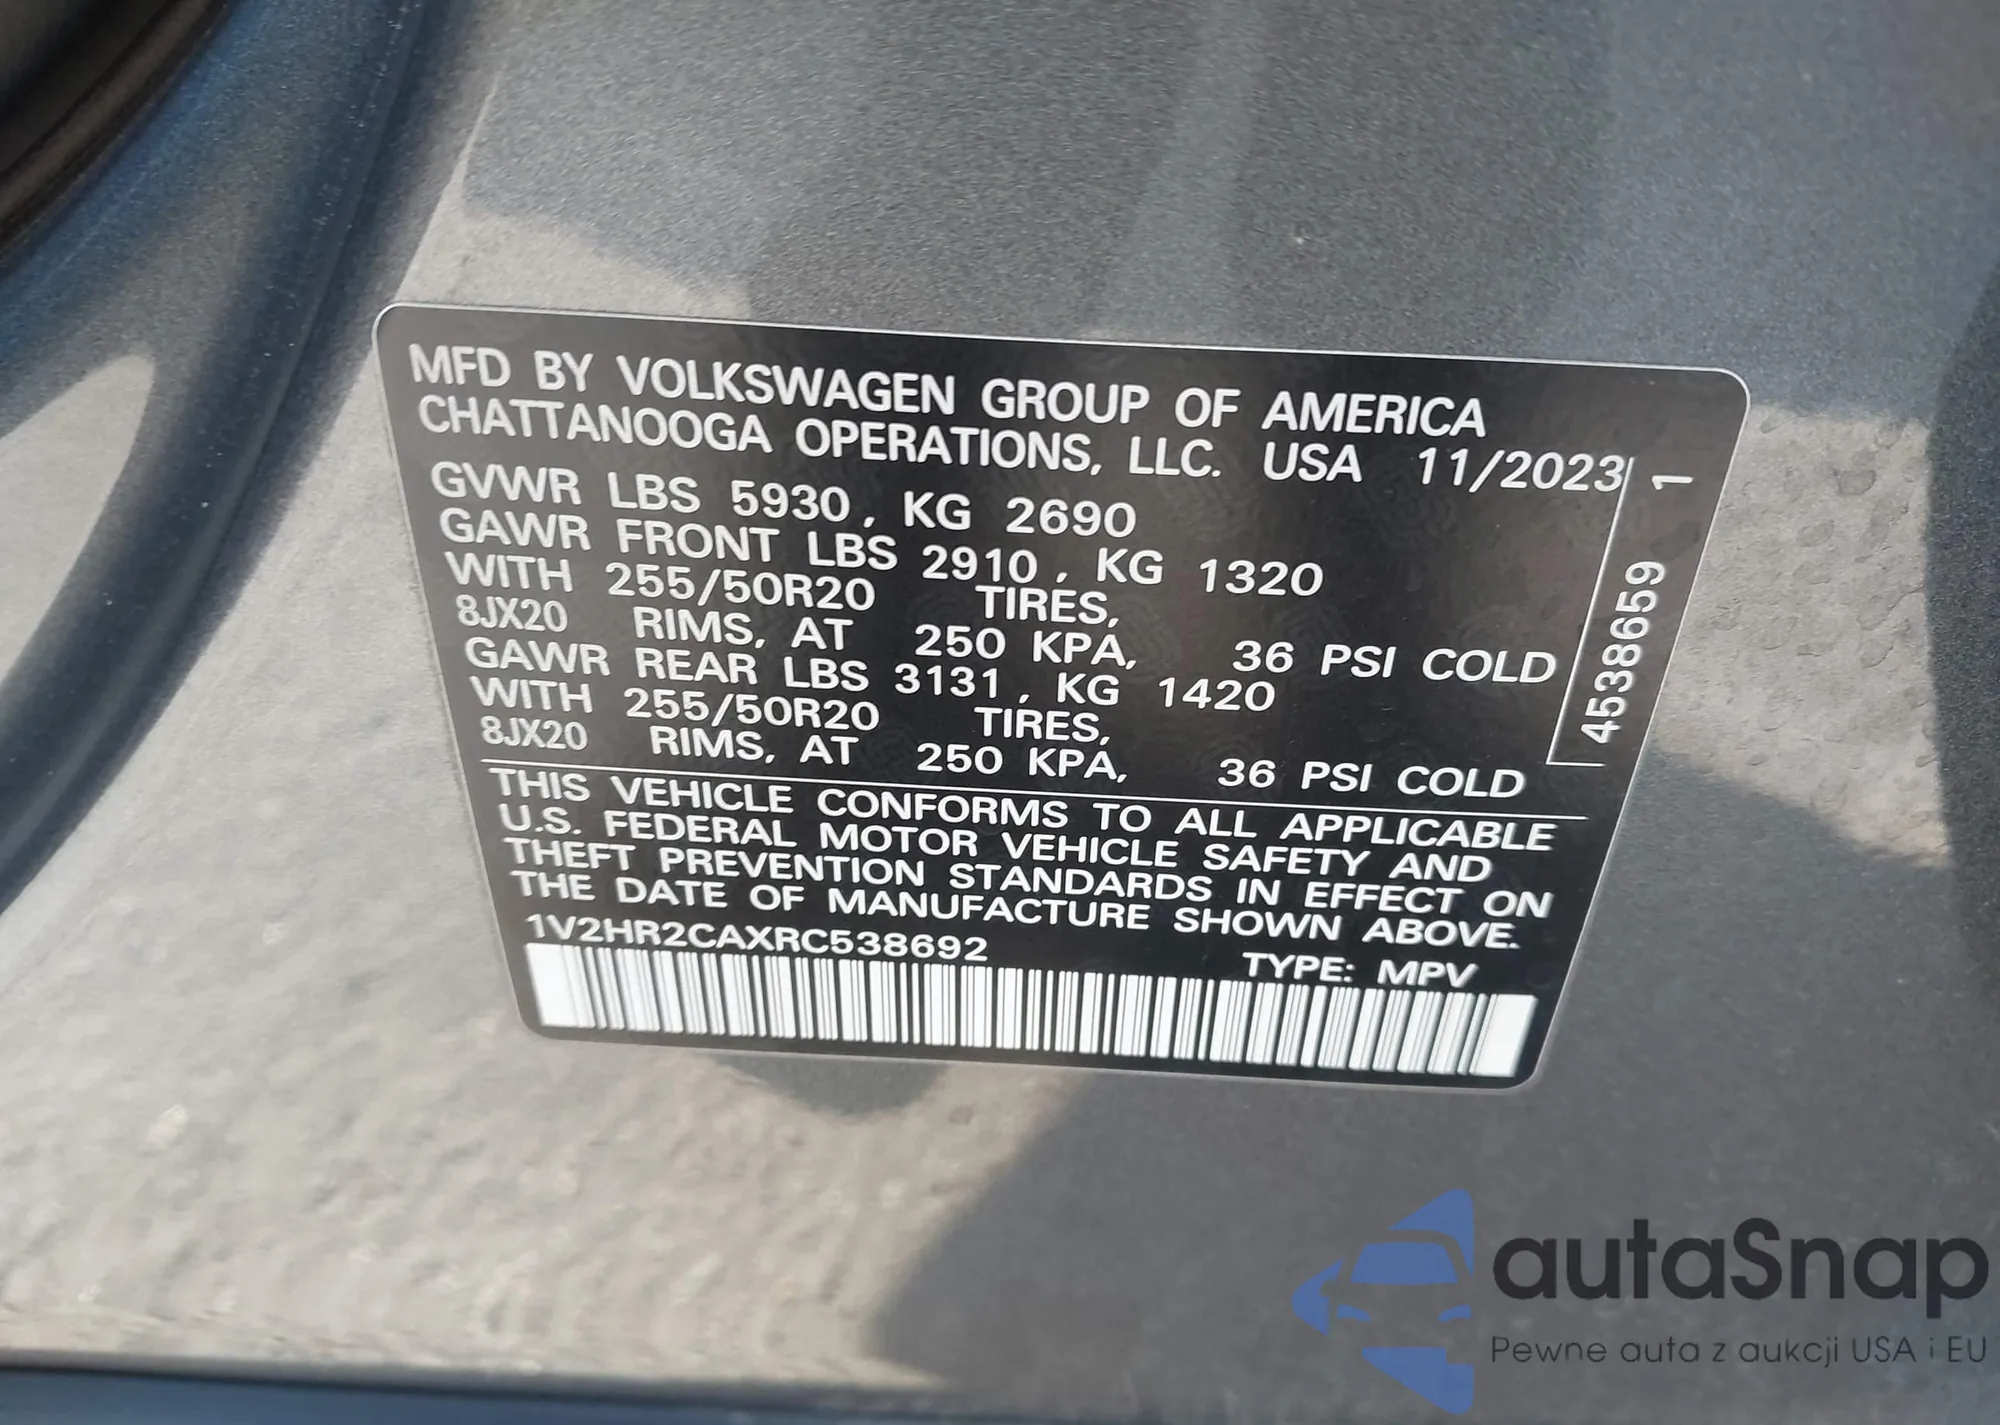 MFD BY VOLKSWAGEN GROUP OF AMERICA
CHATTANOOGA OPERATIONS, LLC. USA 11/2023
GVWR LBS 5930, KG 2690
GAWR FRONT LBS 2910, KG 1320
WITH 255/50R20 TIRES,
8JX20 RIMS, AT 250 KPA, 36 PSI COLD
GAWR REAR LBS 3131, KG 1420
WITH 255/50R20 TIRES,
8JX20 RIMS, AT 250 KPA, 36 PSI COLD
45386659 1
THIS VEHICLE CONFORMS TO ALL APPLICABLE
U.S. FEDERAL MOTOR VEHICLE SAFETY AND
THEFT PREVENTION STANDARDS IN EFFECT ON
THE DATE OF MANUFACTURE SHOWN ABOVE.
1V2HR2CAXRC538692 TYPE: MPV
autaSnap
Pewne auta z aukcji USA i EU